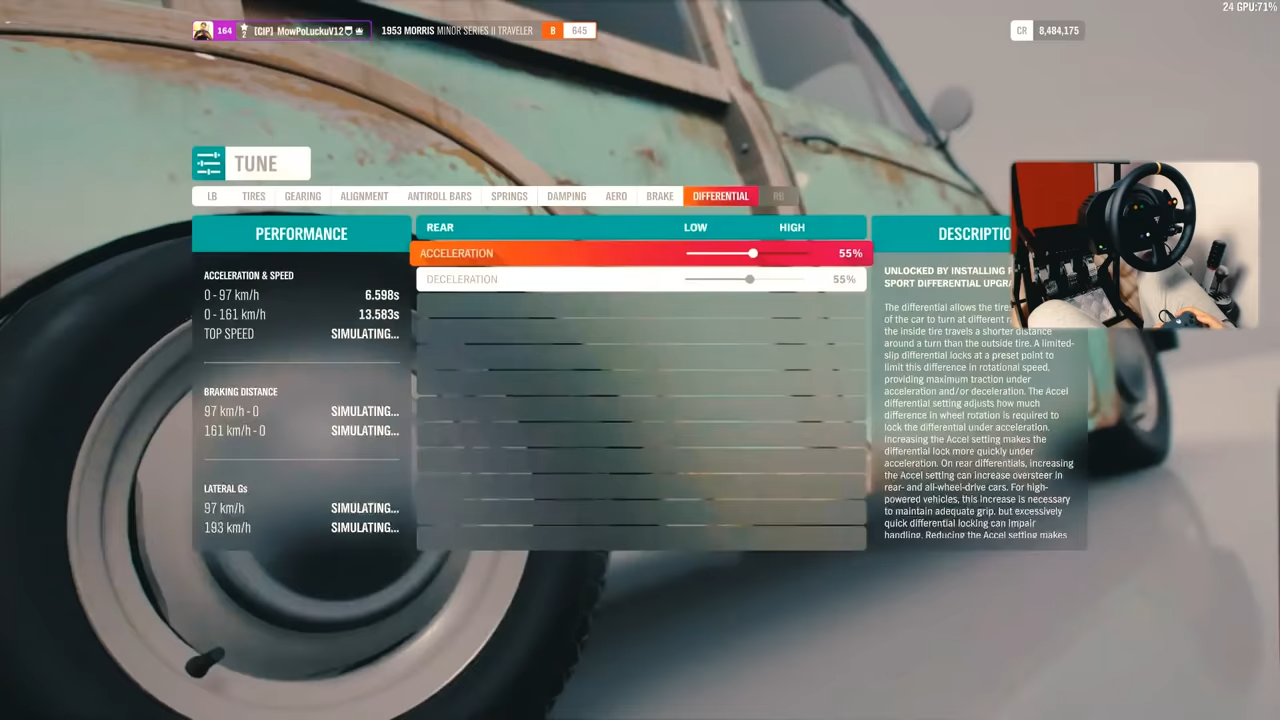 24 GPU:71%
164 [CIP] MowPoLuckuV12 1953 MORRIS MINOR SERIES II TRAVELER B 645 CR 8,484,175
TUNE
LB TIRES GEARING ALIGNMENT ANTIROLL BARS SPRINGS DAMPING AERO BRAKE DIFFERENTIAL RB
PERFORMANCE
ACCELERATION & SPEED
0 - 97 km/h 6.598s
0 - 161 km/h 13.583s
TOP SPEED SIMULATING...
BRAKING DISTANCE
97 km/h - 0 SIMULATING...
161 km/h - 0 SIMULATING...
LATERAL Gs
97 km/h SIMULATING...
193 km/h SIMULATING...
REAR LOW HIGH
ACCELERATION 55%
DECELERATION 55%
UNLOCKED BY INSTALLING
SPORT DIFFERENTIAL
The differential allows the
of the car to turn at different
the inside tire travels a shorter distance
around a turn than the outside tire. A limited-
slip differential locks at a preset point to
limit this difference in rotational speed,
providing maximum traction under
acceleration and/or deceleration. The Accel
differential setting adjusts how much
difference in wheel rotation is required to
lock the differential under acceleration.
Increasing the Accel setting makes the
differential lock more quickly under
acceleration. On rear differentials, increasing
the Accel setting can increase oversteer in
rear- and all-wheel-drive cars. For high-
powered vehicles, this increase is necessary
to maintain adequate grip, but excessively
quick differential locking can impair
handling. Reducing the Accel setting makes